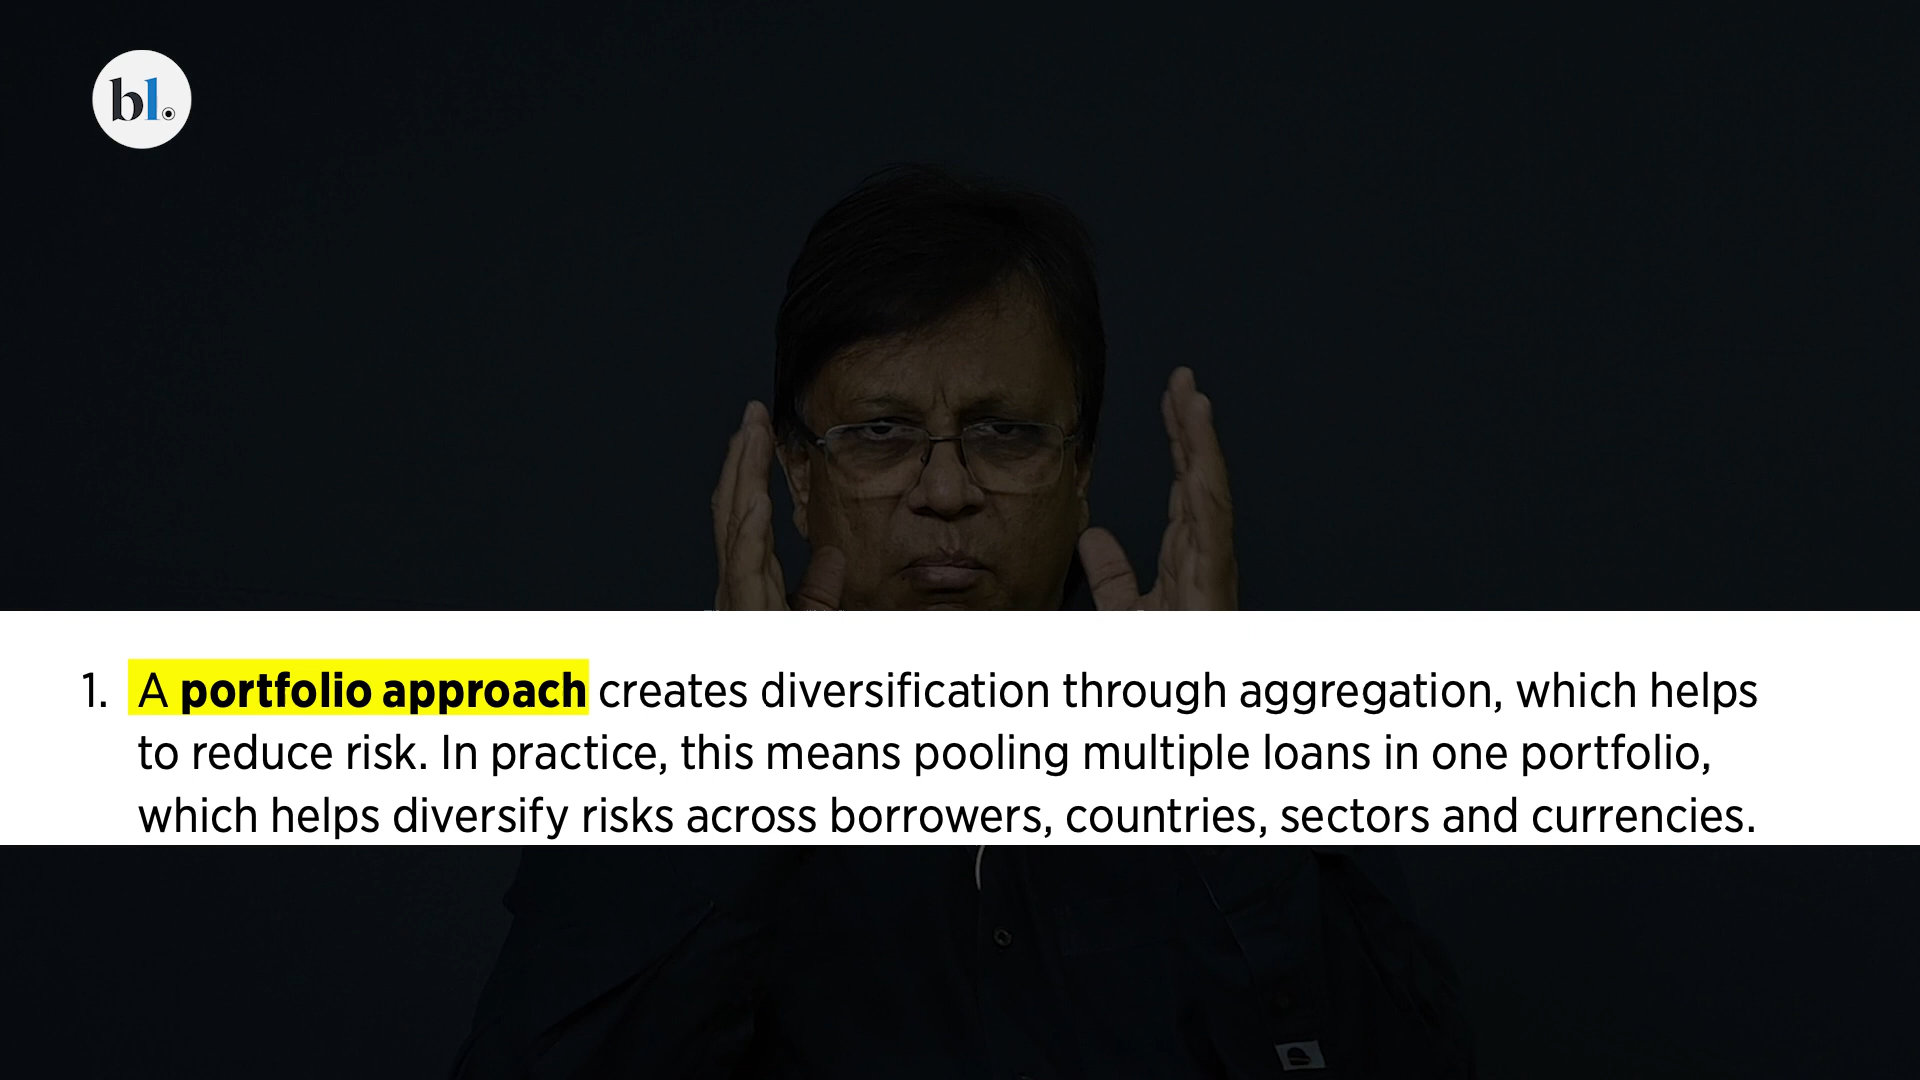 bl.
1. A portfolio approach creates diversification through aggregation, which helps
to reduce risk. In practice, this means pooling multiple loans in one portfolio,
which helps diversify risks across borrowers, countries, sectors and currencies.